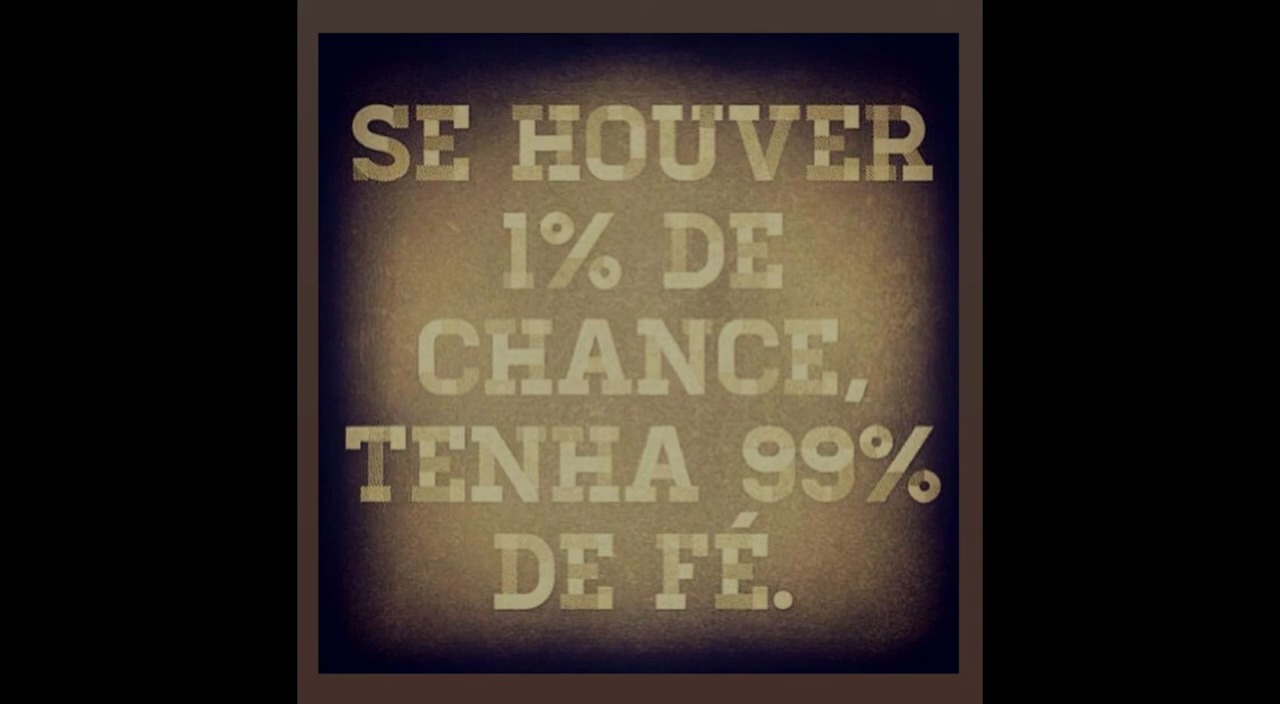 SE HOUVER
1% DE
CHANCE,
TENHA 99%
DE FÉ.